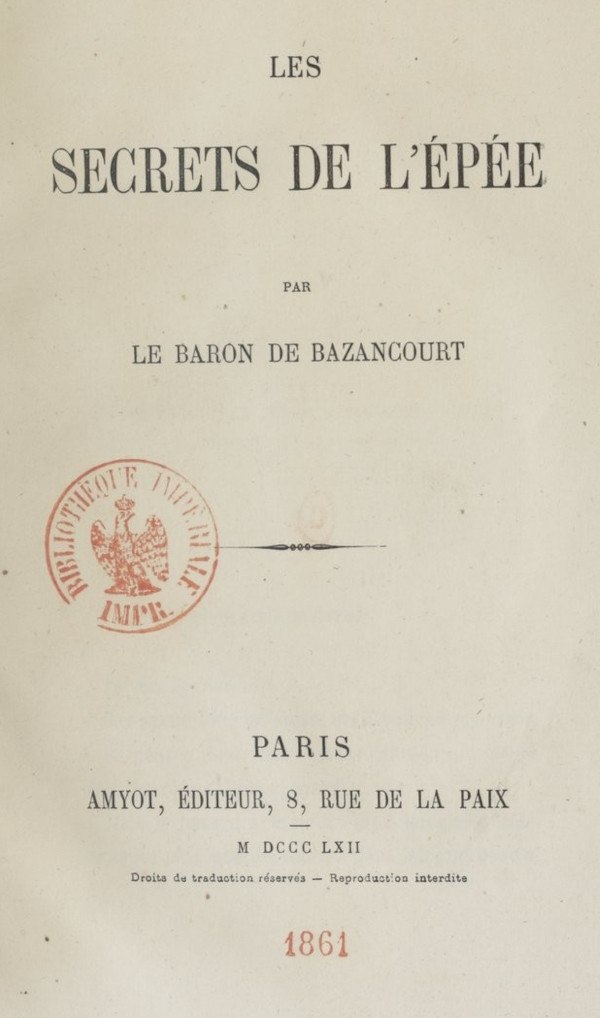 LES
SECRETS DE L'ÉPÉE
PAR
LE BARON DE BAZANCOURT
BIBLIOTHÈQUE IMPÉRIALE
IMPR.
PARIS
AMYOT, ÉDITEUR, 8, RUE DE LA PAIX
M DCCC LXII
Droits de traduction réservés — Reproduction interdite
1861